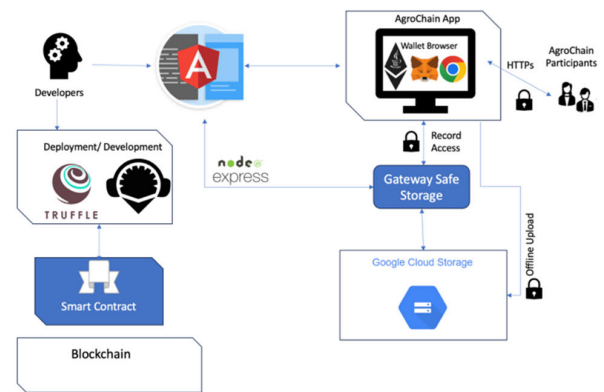 AgroChain App
Wallet Browser
HTTPs
AgroChain
Participants
Developers
Record
Access
Deployment/ Development
node
express
TRUFFLE
Gateway Safe
Storage
Offline Upload
Google Cloud Storage
Smart Contract
Blockchain